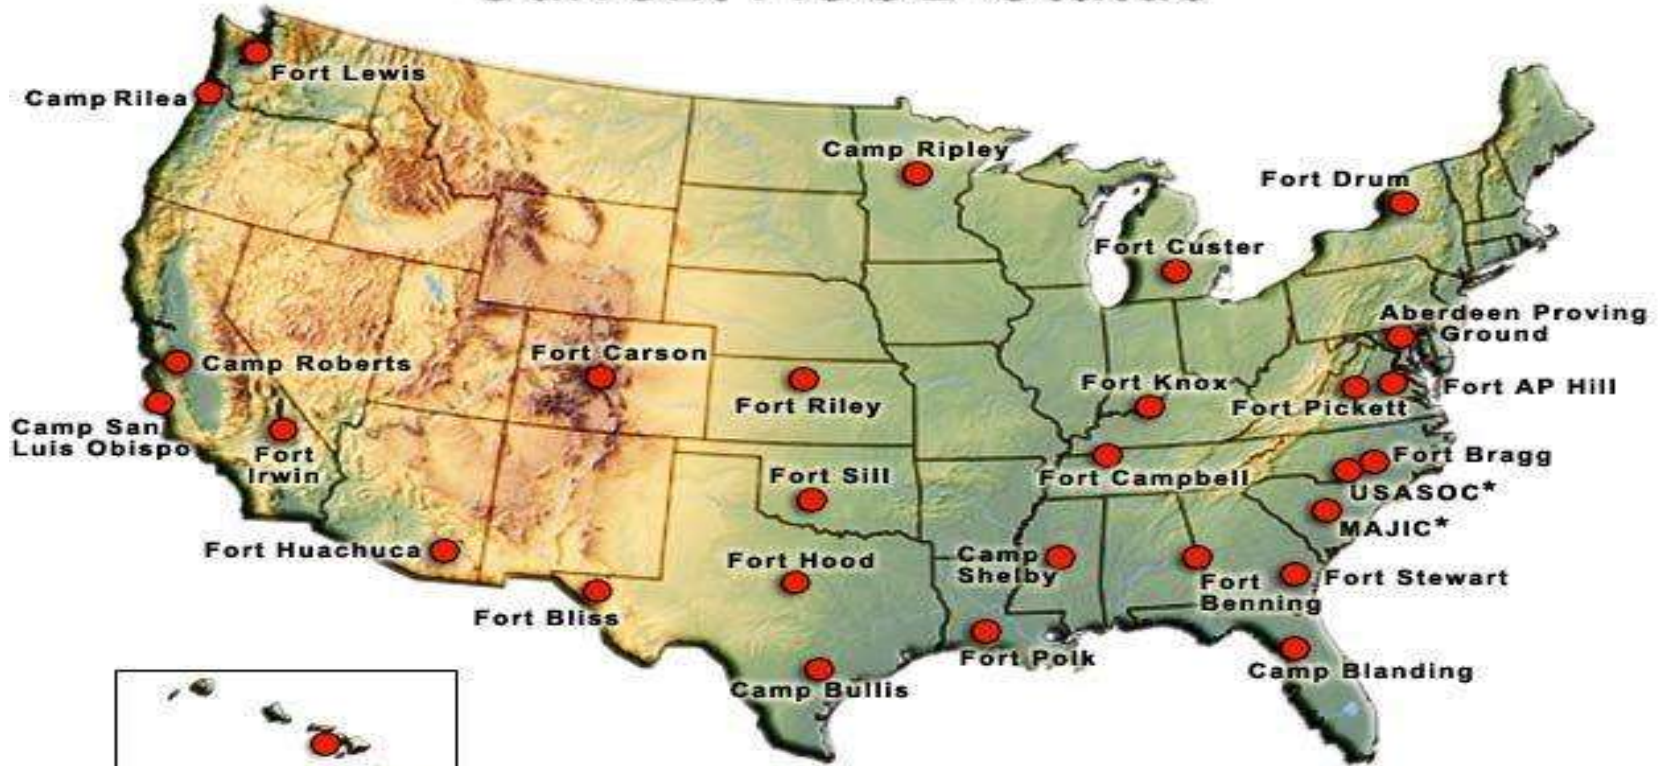 Fort Lewis
Camp Rilea
Camp Ripley
Fort Drum
Fort Custer
Aberdeen Proving
Ground
Camp Roberts
Fort Carson
Fort Knox
Fort AP Hill
Fort Riley
Fort Pickett
Camp San
Luis Obispo
Fort
Irwin
Fort Bragg
Fort Sill
Fort Campbell
USASOC*
MAJIC*
Fort Huachuca
Fort Hood
Camp
Shelby
Fort Stewart
Fort
Benning
Fort Bliss
Fort Polk
Camp Blanding
Camp Bullis